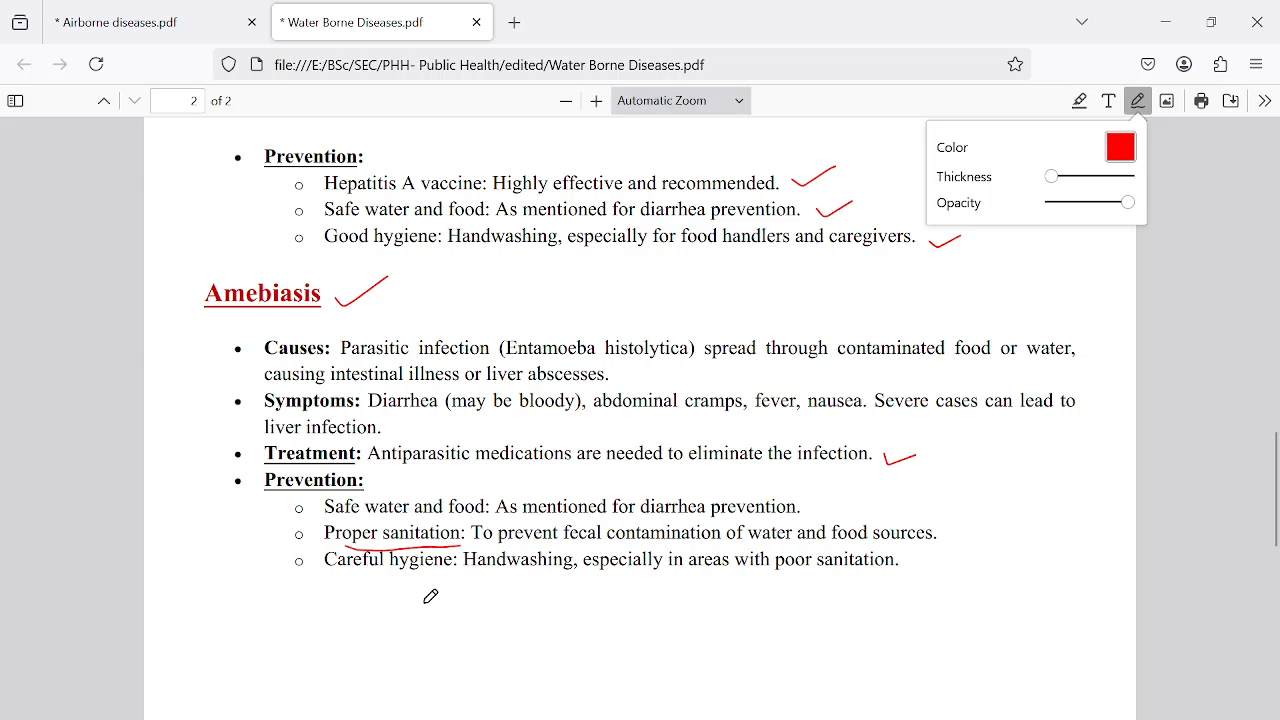 * Airborne diseases.pdf
* Water Borne Diseases.pdf
file:///E:/BSc/SEC/PHH- Public Health/edited/Water Borne Diseases.pdf
2 of 2
Automatic Zoom
Color
Thickness
Opacity
• Prevention:
o Hepatitis A vaccine: Highly effective and recommended.
o Safe water and food: As mentioned for diarrhea prevention.
o Good hygiene: Handwashing, especially for food handlers and caregivers.
Amebiasis
• Causes: Parasitic infection (Entamoeba histolytica) spread through contaminated food or water,
causing intestinal illness or liver abscesses.
• Symptoms: Diarrhea (may be bloody), abdominal cramps, fever, nausea. Severe cases can lead to
liver infection.
• Treatment: Antiparasitic medications are needed to eliminate the infection.
• Prevention:
o Safe water and food: As mentioned for diarrhea prevention.
o Proper sanitation: To prevent fecal contamination of water and food sources.
o Careful hygiene: Handwashing, especially in areas with poor sanitation.